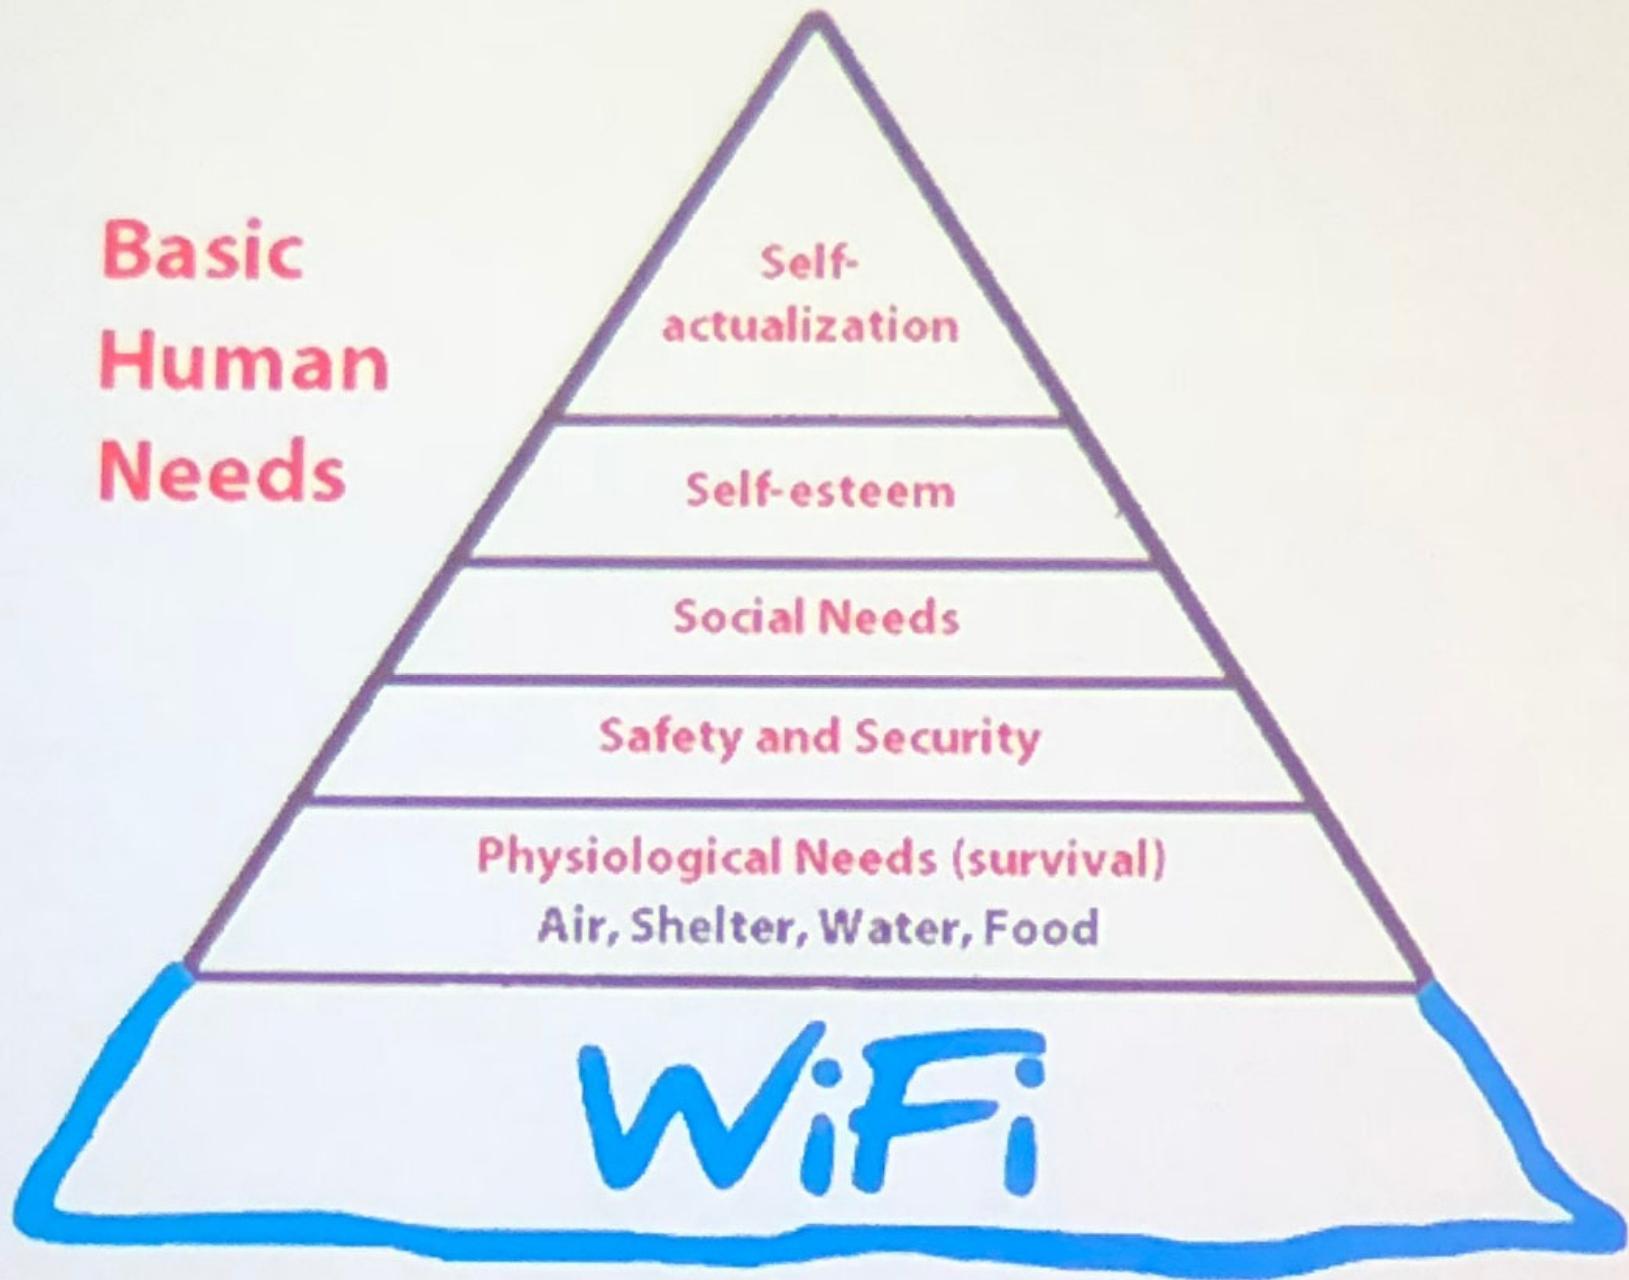 Basic
Human
Needs
Self-
actualization
Self-esteem
Social Needs
Safety and Security
Physiological Needs (survival)
Air, Shelter, Water, Food
WiFi